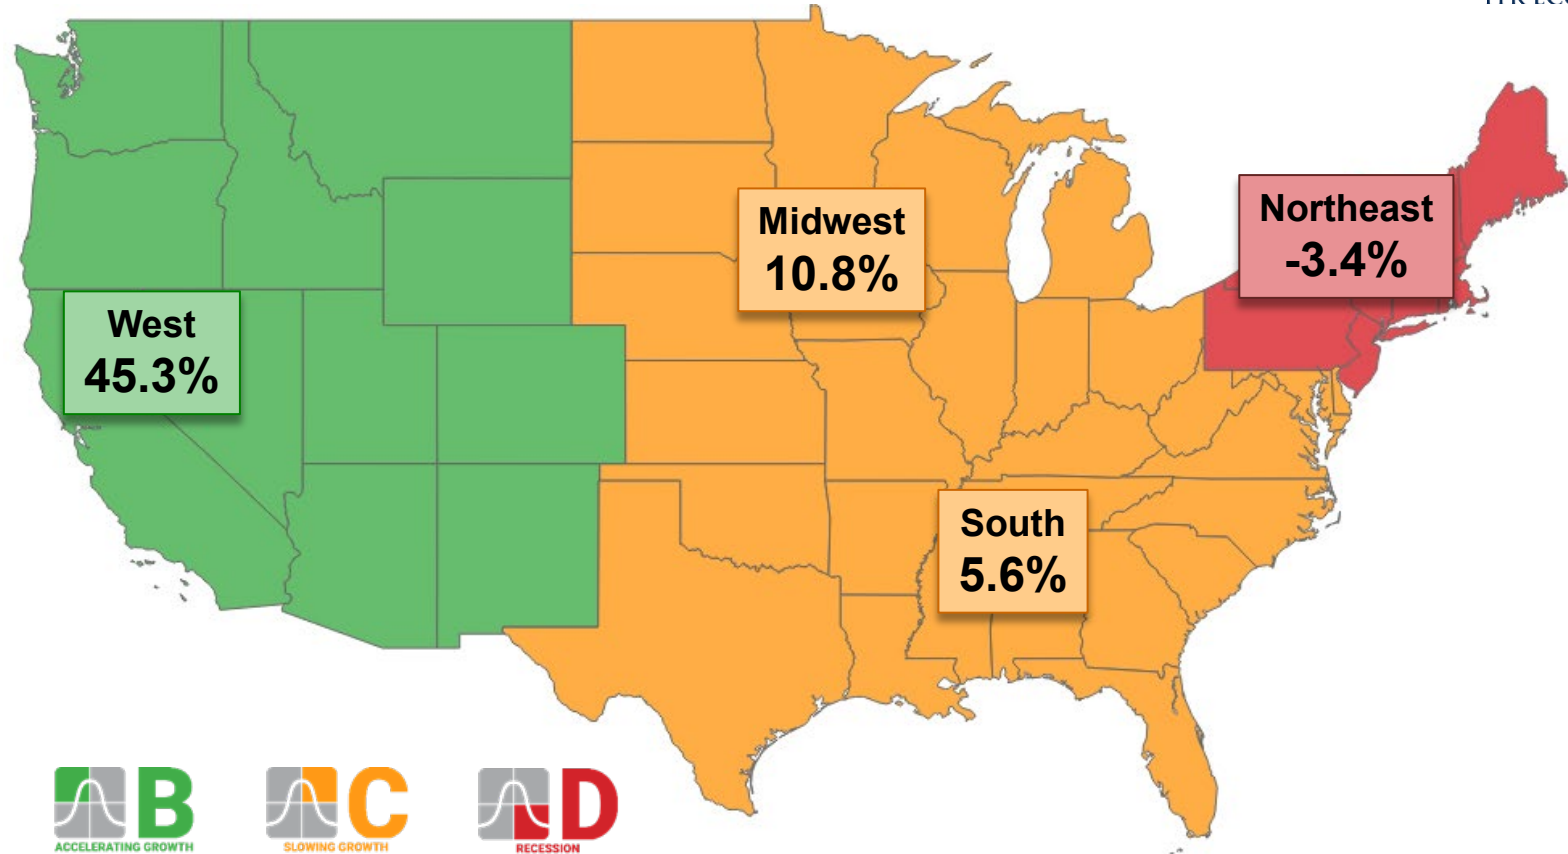 Midwest
10.8%
Northeast
-3.4%
West
45.3%
South
5.6%
B
ACCELERATING GROWTH
C
SLOWING GROWTH
D
RECESSION